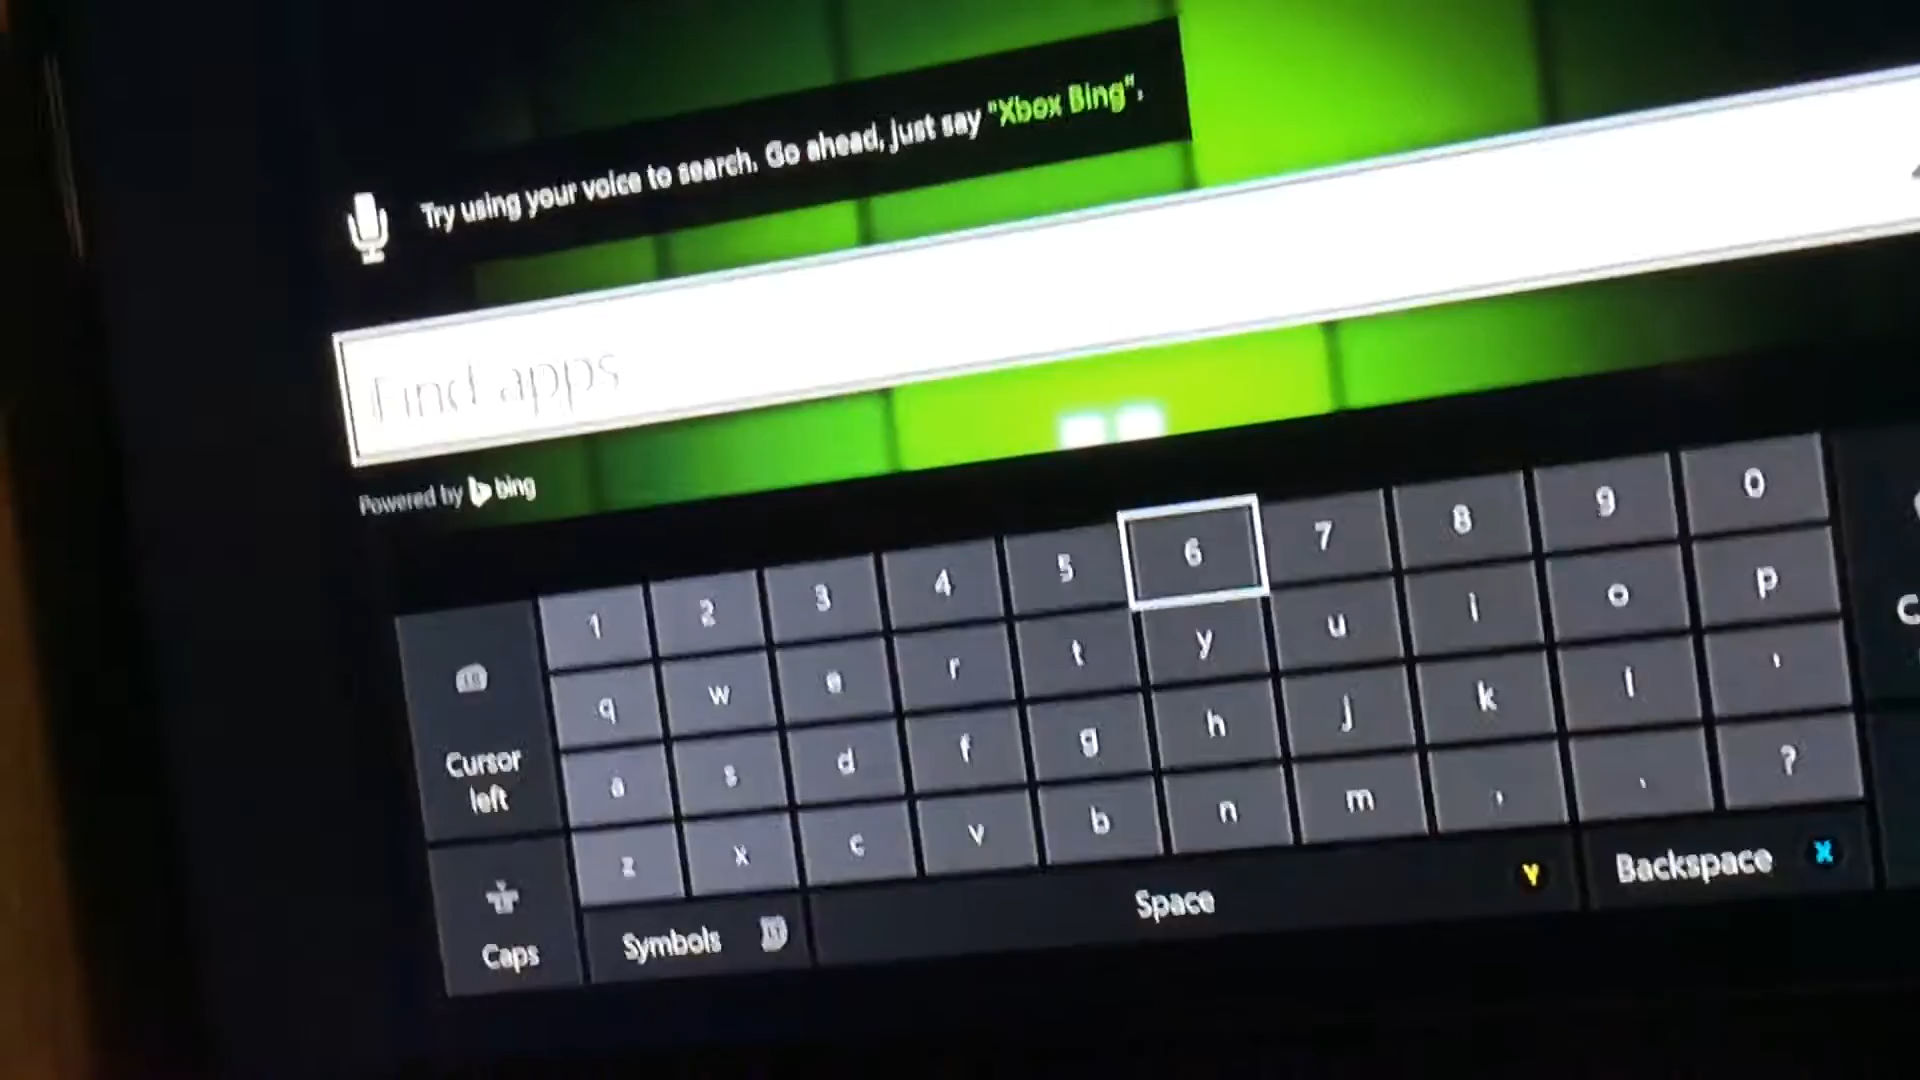 Try using your voice to search. Go ahead, just say "Xbox Bing".
Find apps
Powered by bing
1 2 3 4 5 6 7 8 9 0
q w e r t y u i o p
a s d f g h j k l '
z x c v b n m , . ?
Cursor
left
Caps
Symbols
Space Y
Backspace X